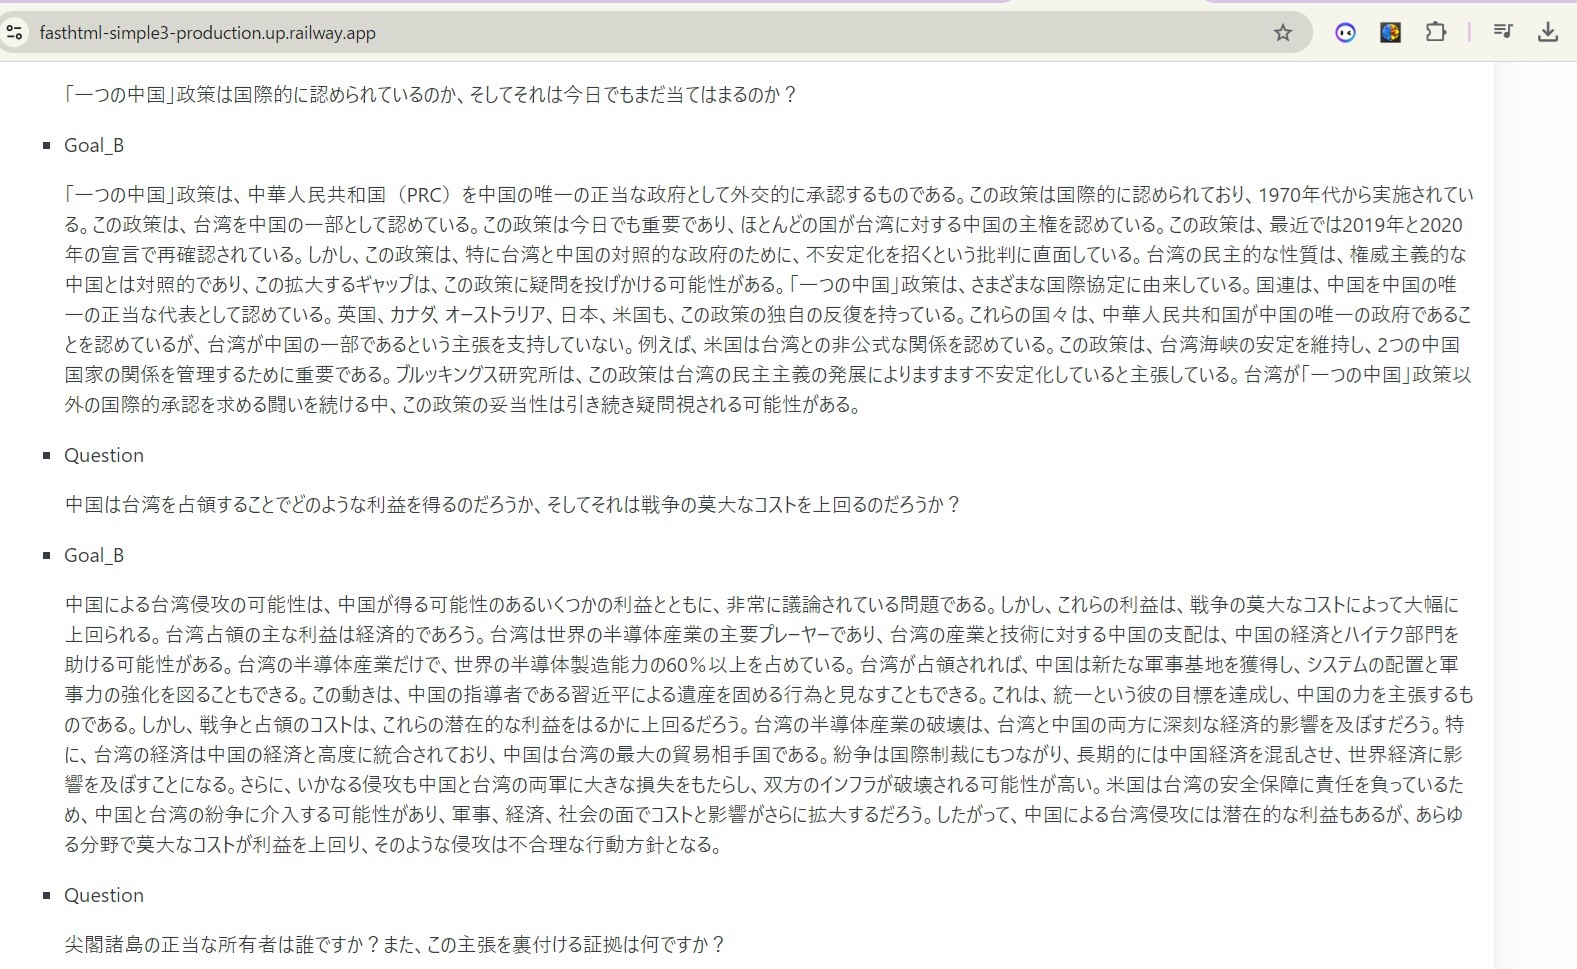 fasthtml-simple3-production.up.railway.app
「一つの中国」政策は国際的に認められているのか、そしてそれは今日でもまだ当てはまるのか？
Goal_B
「一つの中国」政策は、中華人民共和国（PRC）を中国の唯一の正当な政府として外交的に承認するものである。この政策は国際的に認められており、1970年代から実施されてい
る。この政策は、台湾を中国の一部として認めている。この政策は今日でも重要であり、ほとんどの国が台湾に対する中国の主権を認めている。この政策は、最近では2019年と2020
年の宣言で再確認されている。しかし、この政策は、特に台湾と中国の対照的な政府のために、不安定化を招くという批判に直面している。台湾の民主的な性質は、権威主義的な
中国とは対照的であり、この拡大するギャップは、この政策に疑問を投げかける可能性がある。「一つの中国」政策は、さまざまな国際協定に由来している。国連は、中国を中国の唯
一の正当な代表として認めている。英国、カナダ、オーストラリア、日本、米国も、この政策の独自の反復を持っている。これらの国々は、中華人民共和国が中国の唯一の政府であるこ
とを認めているが、台湾が中国の一部であるという主張を支持していない。例えば、米国は台湾との非公式な関係を認めている。この政策は、台湾海峡の安定を維持し、2つの中国
国家の関係を管理するために重要である。ブルッキングス研究所は、この政策は台湾の民主主義の発展によりますます不安定化していると主張している。台湾が「一つの中国」政策以
外の国際的承認を求める闘いを続ける中、この政策の妥当性は引き続き疑問視される可能性がある。
Question
中国は台湾を占領することでどのような利益を得るのだろうか、そしてそれは戦争の莫大なコストを上回るのだろうか？
Goal_B
中国による台湾侵攻の可能性は、中国が得る可能性のあるいくつかの利益とともに、非常に議論されている問題である。しかし、これらの利益は、戦争の莫大なコストによって大幅に
上回られる。台湾占領の主な利益は経済的であろう。台湾は世界の半導体産業の主要プレーヤーであり、台湾の産業と技術に対する中国の支配は、中国の経済とハイテク部門を
助ける可能性がある。台湾の半導体産業だけで、世界の半導体製造能力の60％以上を占めている。台湾が占領されれば、中国は新たな軍事基地を獲得し、システムの配置と軍
事力の強化を図ることもできる。この動きは、中国の指導者である習近平による遺産を固める行為と見なすこともできる。これは、統一という彼の目標を達成し、中国の力を主張するも
のである。しかし、戦争と占領のコストは、これらの潜在的な利益をはるかに上回るだろう。台湾の半導体産業の破壊は、台湾と中国の両方に深刻な経済的影響を及ぼすだろう。特
に、台湾の経済は中国の経済と高度に統合されており、中国は台湾の最大の貿易相手国である。紛争は国際制裁にもつながり、長期的には中国経済を混乱させ、世界経済に影
響を及ぼすことになる。さらに、いかなる侵攻も中国と台湾の両軍に大きな損失をもたらし、双方のインフラが破壊される可能性が高い。米国は台湾の安全保障に責任を負っているた
め、中国と台湾の紛争に介入する可能性があり、軍事、経済、社会の面でコストと影響がさらに拡大するだろう。したがって、中国による台湾侵攻には潜在的な利益もあるが、あらゆ
る分野で莫大なコストが利益を上回り、そのような侵攻は不合理な行動方針となる。
Question
尖閣諸島の正当な所有者は誰ですか？また、この主張を裏付ける証拠は何ですか？